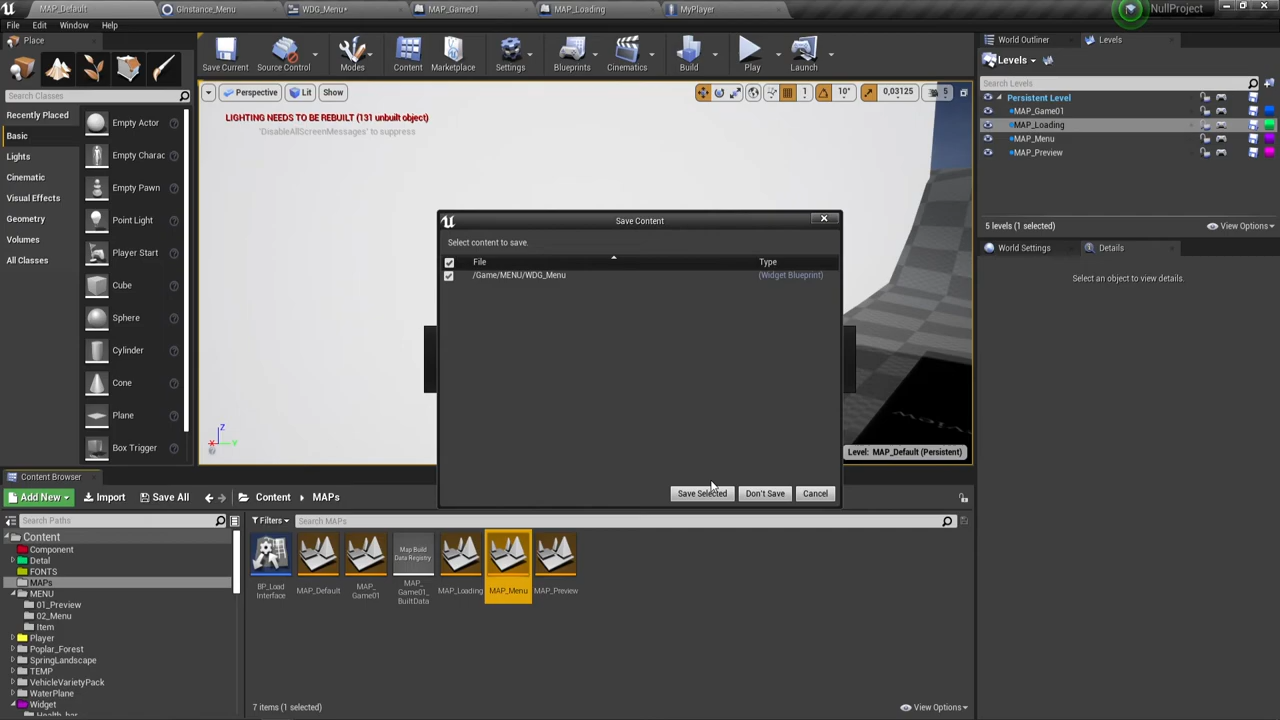 MAP_Default
GInstance_Menu
WDG_Menu*
MAP_Game01
MAP_Loading
MyPlayer
NullProject
File Edit Window Help
Place
World Outliner
Levels
Save Current
Source Control
Modes
Content
Marketplace
Settings
Blueprints
Cinematics
Build
Play
Launch
Levels
Search Classes
Perspective
Lit
Show
1
10°
0,03125
5
Search Levels
Recently Played
Basic
Lights
Cinematic
Visual Effects
Geometry
Volumes
All Classes
Empty Actor
Empty Charac
Empty Pawn
Point Light
Player Start
Cube
Sphere
Cylinder
Cone
Plane
Box Trigger
LIGHTING NEEDS TO BE REBUILT (131 unbuilt object)
'DisableAllScreenMessages' to suppress
Persistent Level
MAP_Game01
MAP_Loading
MAP_Menu
MAP_Preview
5 levels (1 selected)
View Options
World Settings
Details
Select an object to view details.
Save Content
Select content to save.
File
Type
/Game/MENU/WDG_Menu
(Widget Blueprint)
Save Selected
Don't Save
Cancel
Z
X
Y
Level: MAP_Default (Persistent)
Content Browser
Add New
Import
Save All
Content
MAPs
Search Paths
Filters
Search MAPs
Content
Component
Detal
FONTS
MAPs
MENU
01_Preview
02_Menu
Item
Player
Poplar_Forest
SpringLandscape
TEMP
VehicleVarietyPack
WaterPlane
Widget
Health_bar
Map Build
Data Registry
BP_Load
Interface
MAP_Default
MAP_
Game01
MAP_
Game01_
BuiltData
MAP_Loading
MAP_Menu
MAP_Preview
7 items (1 selected)
View Options